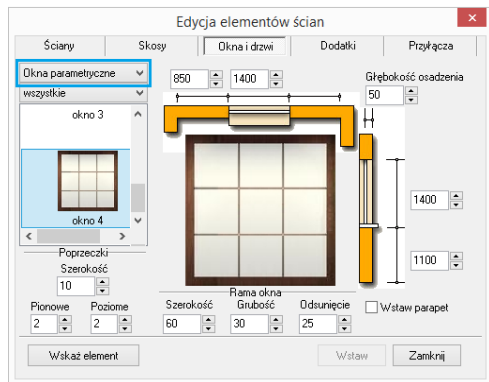 Edycja elementów ścian
×
Ściany Skosy Okna i drzwi Dodatki Przyłącza
Okna parametryczne
wszystkie
okno 3
okno 4
850 1400
Głębokość osadzenia
50
1400
1100
Poprzeczki
Szerokość
10
Pionowe Poziome
2 2
Rama okna
Szerokość Grubość Odsunięcie
60 30 25
Wstaw parapet
Wskaż element Wstaw Zamknij